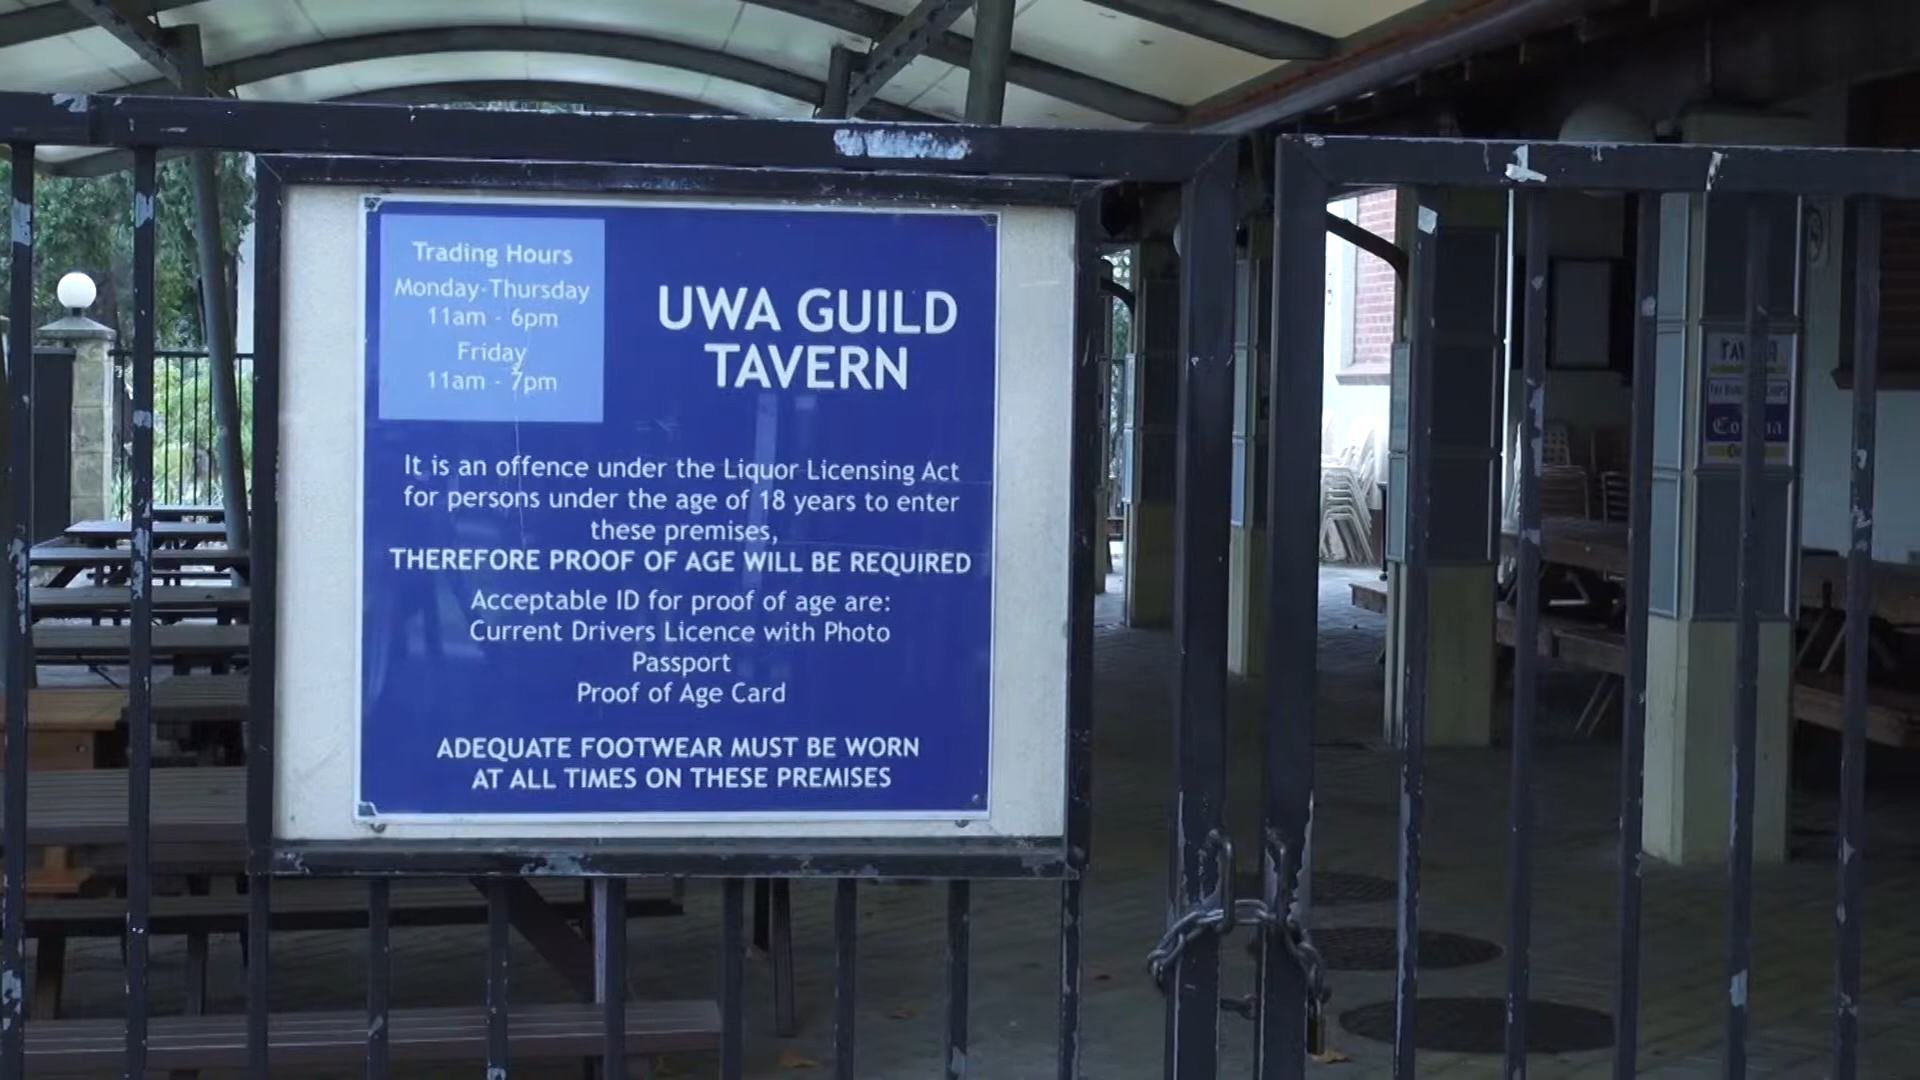 Trading Hours
Monday-Thursday
11am - 6pm
Friday
11am - 7pm
UWA GUILD
TAVERN
It is an offence under the Liquor Licensing Act
for persons under the age of 18 years to enter
these premises,
THEREFORE PROOF OF AGE WILL BE REQUIRED
Acceptable ID for proof of age are:
Current Drivers Licence with Photo
Passport
Proof of Age Card
ADEQUATE FOOTWEAR MUST BE WORN
AT ALL TIMES ON THESE PREMISES